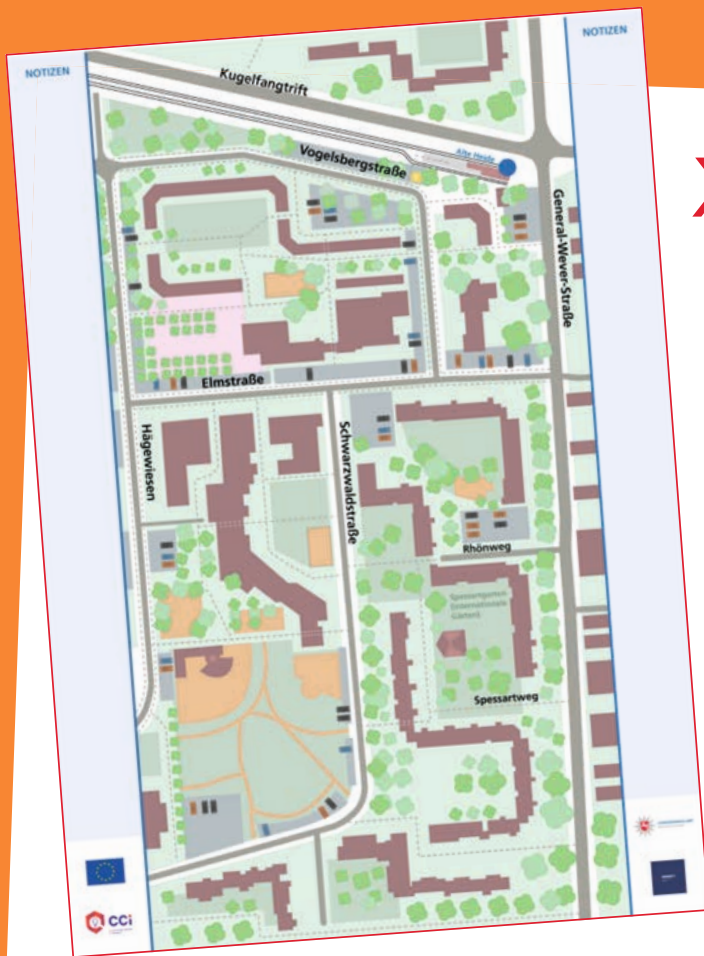 NOTIZEN
NOTIZEN
Kugelfangtrift
Alte Heide
Vogelsbergstraße
General-Wever-Straße
Elmstraße
Hägewiesen
Schwarzwaldstraße
Rhönweg
Spessartweg
CCi